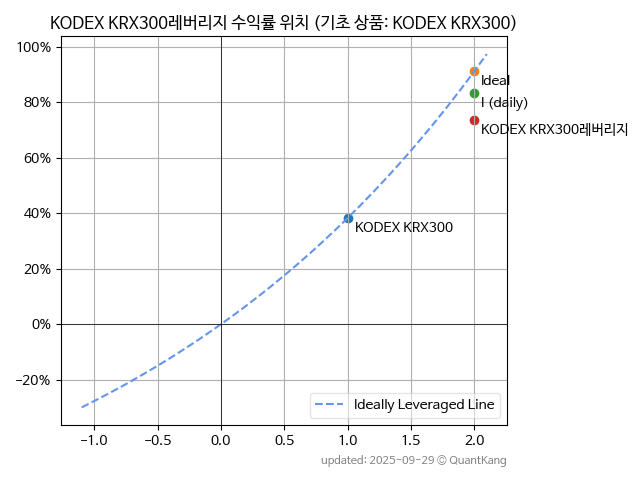 KODEX KRX300레버리지 수익률 위치 (기초 상품: KODEX KRX300)
100%
80%
60%
40%
20%
0%
−20%
Ideal
I (daily)
KODEX KRX300레버리지
KODEX KRX300
Ideally Leveraged Line
−1.0 −0.5 0.0 0.5 1.0 1.5 2.0
updated: 2025-09-29 © QuantKang